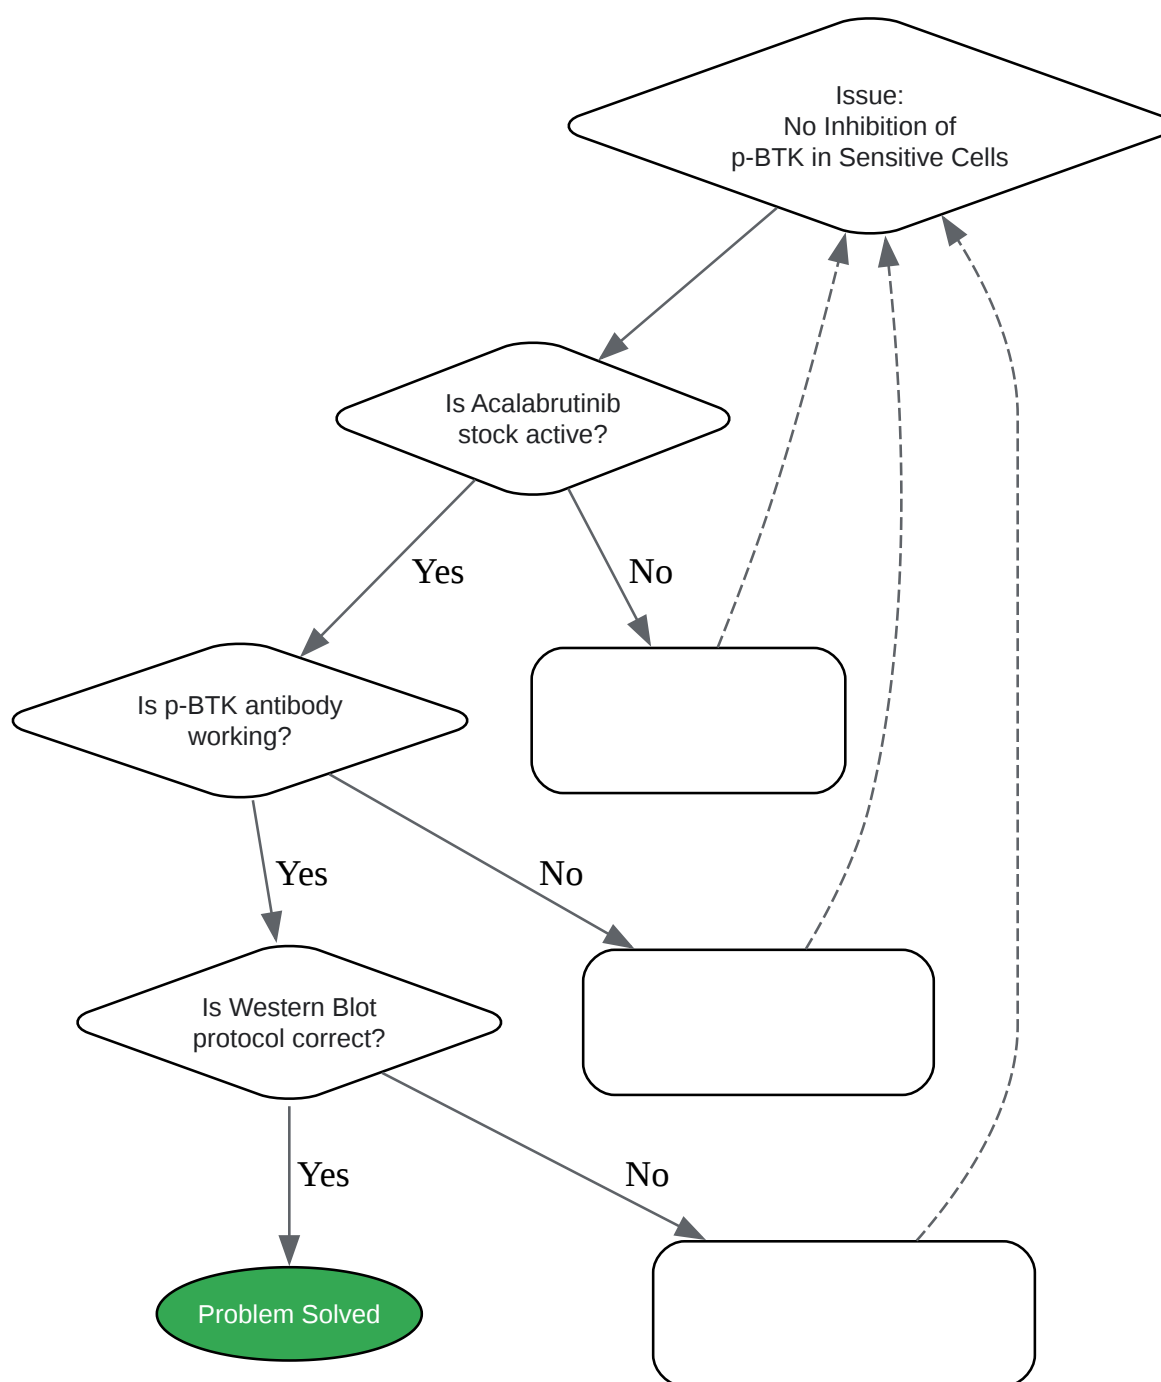 Issue:
No Inhibition of
p-BTK in Sensitive Cells
Is Acalabrutinib
stock active?
Yes
No
Is p-BTK antibody
working?
Yes
No
Is Western Blot
protocol correct?
Yes
No
Problem Solved